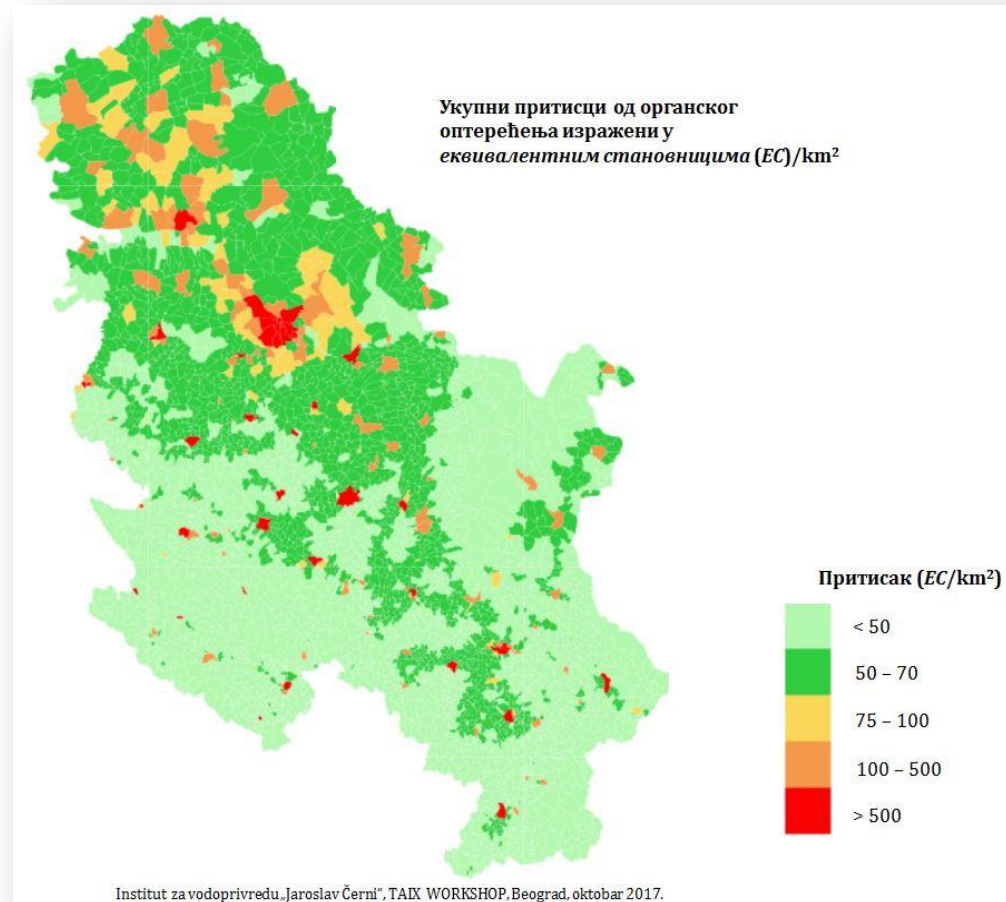 Укупни притисци од органског
оптерећења изражени у
еквивалентним становницима (ЕС)/km²
Притисак (ЕС/km²)
< 50
50 – 70
75 – 100
100 – 500
> 500
Institut za vodoprivredu „Jaroslav Černi“, TAIX WORKSHOP, Beograd, oktobar 2017.